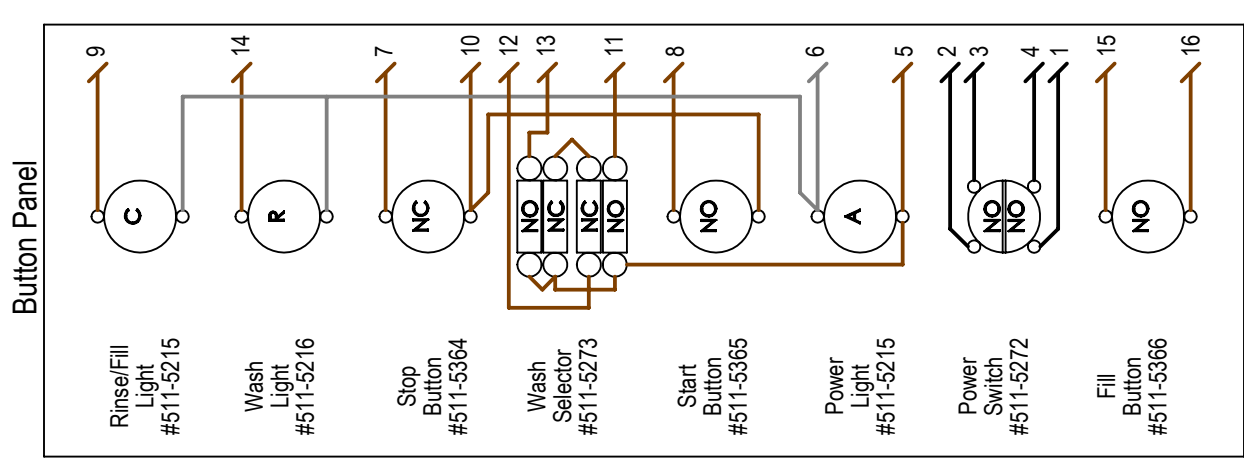 Button Panel
9
14
7
10
12
13
11
8
6
5
2
3
4
1
15
16
C
R
NC
NO
NC
NC
NO
NO
A
NO
NO
NO
Rinse/Fill
Light
#511-5215
Wash
Light
#511-5216
Stop
Button
#511-5364
Wash
Selector
#511-5273
Start
Button
#511-5365
Power
Light
#511-5215
Power
Switch
#511-5272
Fill
Button
#511-5366